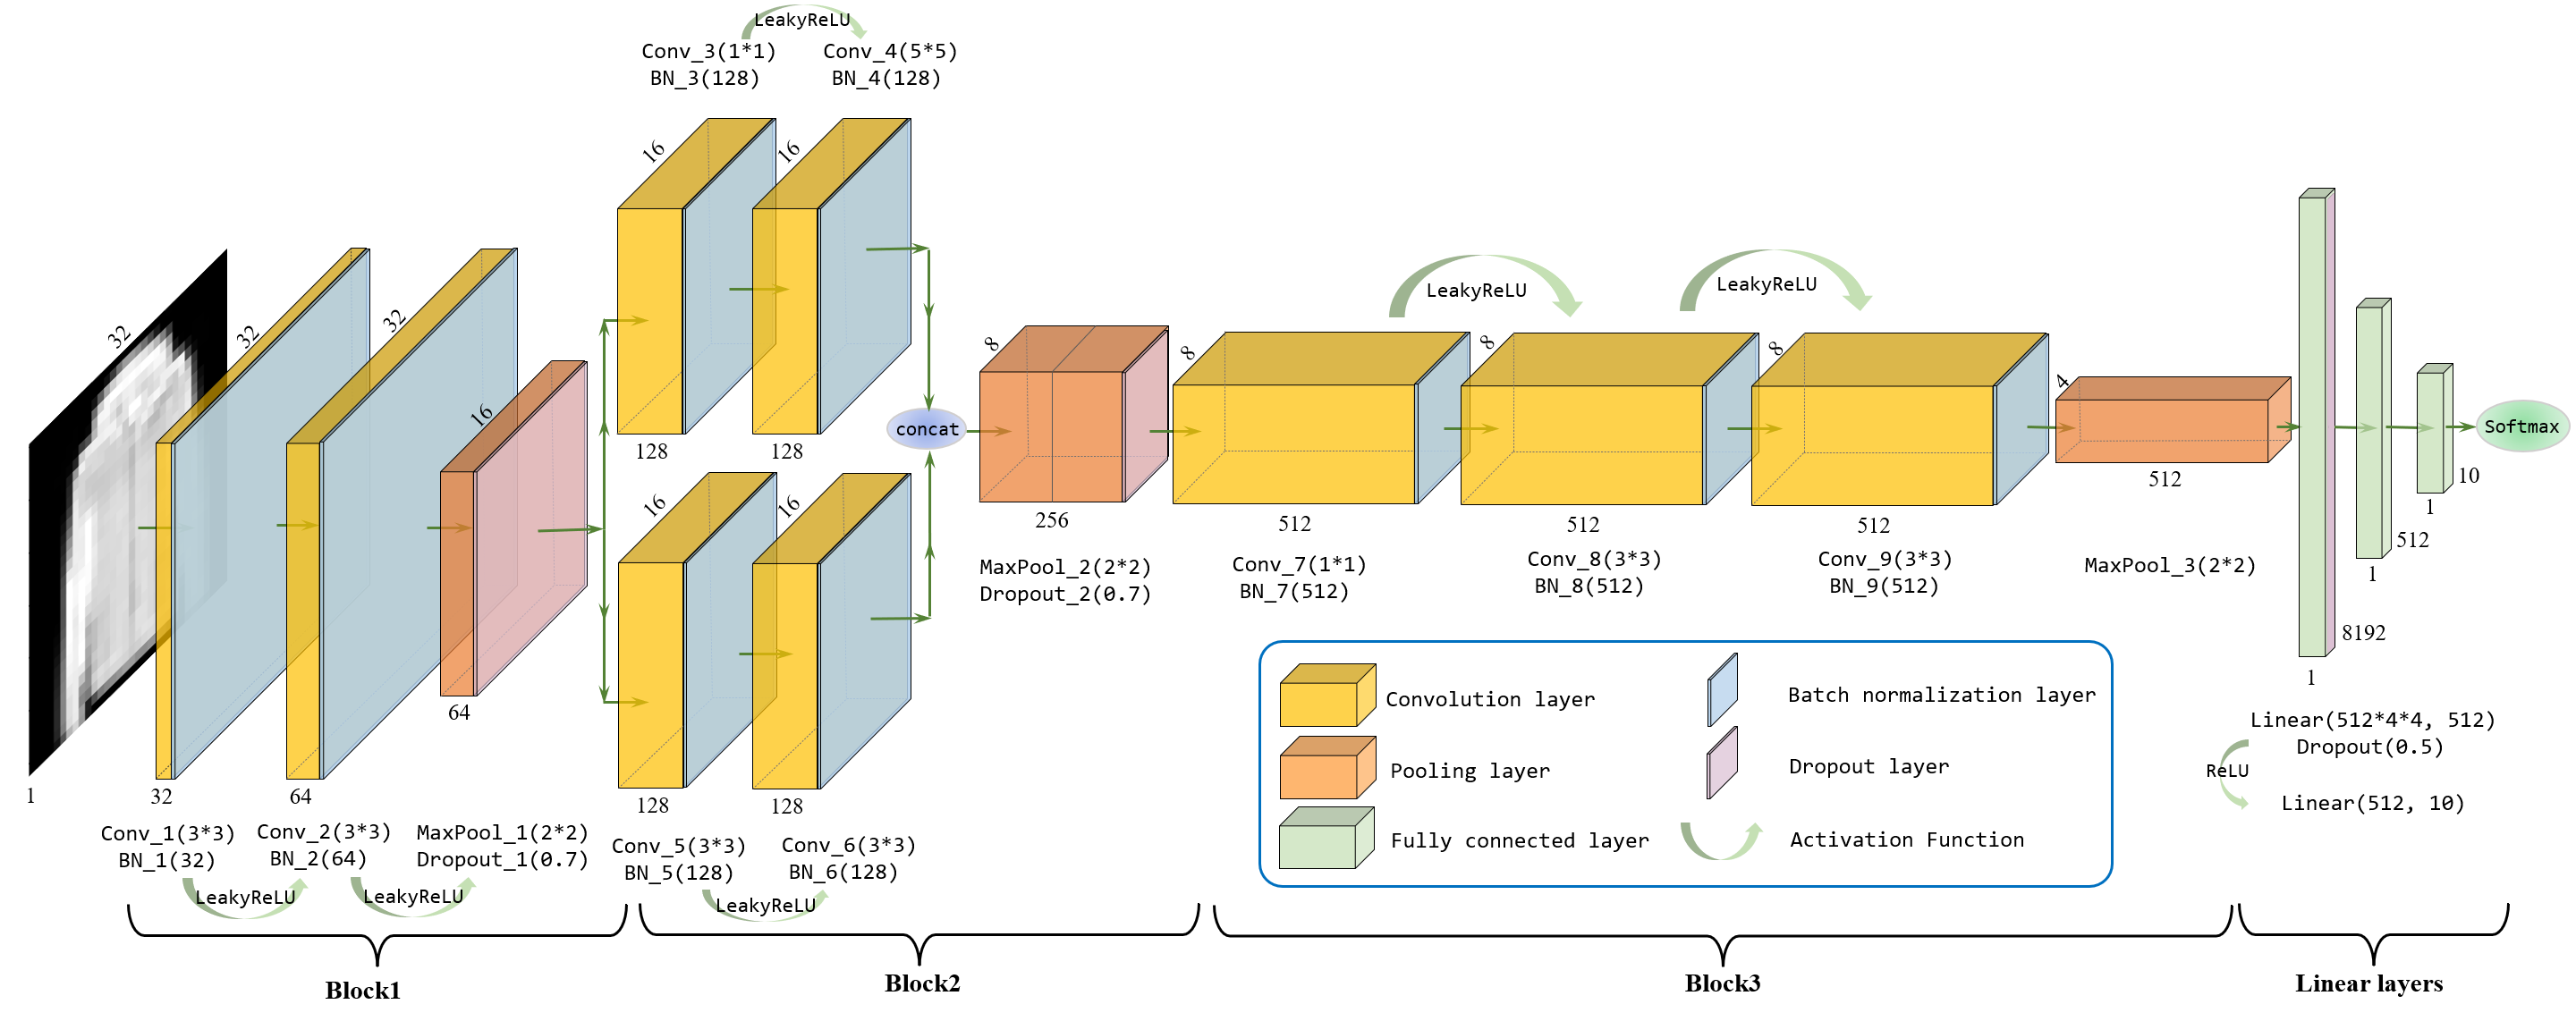 LeakyReLU
Conv_3(1*1)
BN_3(128)
Conv_4(5*5)
BN_4(128)
32
1
32
32
Conv_1(3*3)
BN_1(32)
LeakyReLU
32
64
Conv_2(3*3)
BN_2(64)
LeakyReLU
16
64
MaxPool_1(2*2)
Dropout_1(0.7)
16
128
16
128
16
128
Conv_5(3*3)
BN_5(128)
LeakyReLU
16
128
Conv_6(3*3)
BN_6(128)
concat
8
256
MaxPool_2(2*2)
Dropout_2(0.7)
8
512
Conv_7(1*1)
BN_7(512)
LeakyReLU
8
512
Conv_8(3*3)
BN_8(512)
LeakyReLU
8
512
Conv_9(3*3)
BN_9(512)
4
512
MaxPool_3(2*2)
8192
1
512
1
10
1
Softmax
Linear(512*4*4, 512)
Dropout(0.5)
ReLU
Linear(512, 10)
Convolution layer
Batch normalization layer
Pooling layer
Dropout layer
Fully connected layer
Activation Function
Block1
Block2
Block3
Linear layers